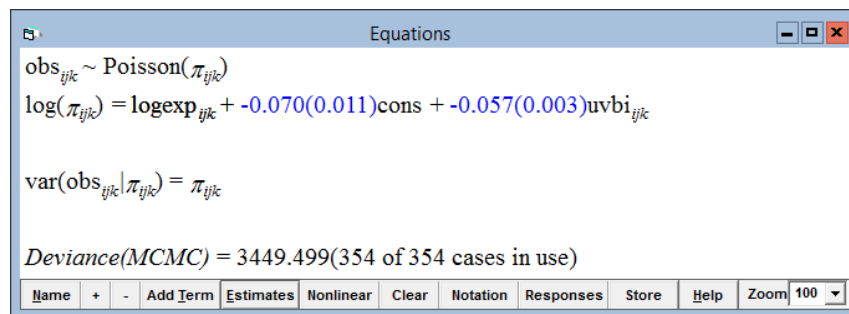 Equations
obs_ijk ~ Poisson(π_ijk)
log(π_ijk) = logexp_ijk + -0.070(0.011)cons + -0.057(0.003)uvbi_ijk
var(obs_ijk|π_ijk) = π_ijk
Deviance(MCMC) = 3449.499(354 of 354 cases in use)
Name + - Add Term Estimates Nonlinear Clear Notation Responses Store Help Zoom 100